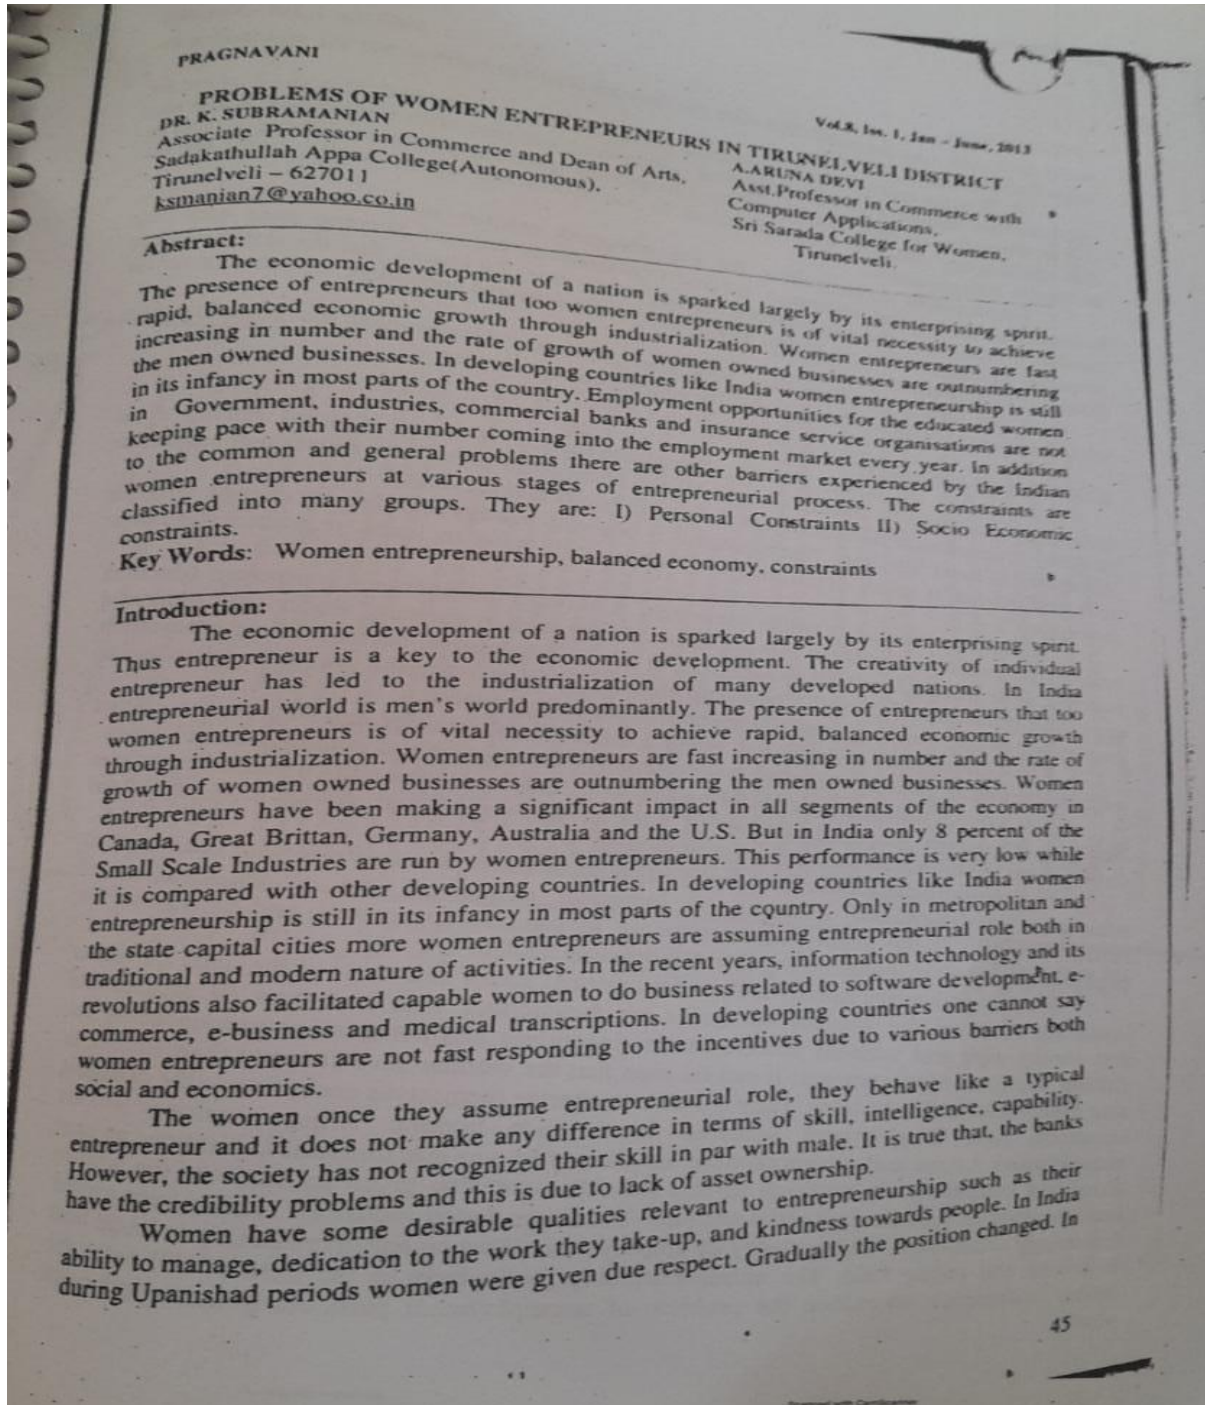 PRAGNAVANI
Vol.8, Iss. 1, Jan - June, 2013
PROBLEMS OF WOMEN ENTREPRENEURS IN TIRUNELVELI DISTRICT
DR. K. SUBRAMANIAN
Associate Professor in Commerce and Dean of Arts,
Sadakathullah Appa College(Autonomous),
Tirunelveli – 627011
ksmanian7@yahoo.co.in
A.ARUNA DEVI
Asst.Professor in Commerce with
Computer Applications,
Sri Sarada College for Women,
Tirunelveli.
Abstract:
The economic development of a nation is sparked largely by its enterprising spirit.
The presence of entrepreneurs that too women entrepreneurs is of vital necessity to achieve
rapid, balanced economic growth through industrialization. Women entrepreneurs are fast
increasing in number and the rate of growth of women owned businesses are outnumbering
the men owned businesses. In developing countries like India women entrepreneurship is still
in its infancy in most parts of the country. Employment opportunities for the educated women
in Government, industries, commercial banks and insurance service organisations are not
keeping pace with their number coming into the employment market every year. In addition
to the common and general problems there are other barriers experienced by the Indian
women entrepreneurs at various stages of entrepreneurial process. The constraints are
classified into many groups. They are: I) Personal Constraints II) Socio Economic
constraints.
Key Words: Women entrepreneurship, balanced economy, constraints
Introduction:
The economic development of a nation is sparked largely by its enterprising spirit.
Thus entrepreneur is a key to the economic development. The creativity of individual
entrepreneur has led to the industrialization of many developed nations. In India
entrepreneurial world is men's world predominantly. The presence of entrepreneurs that too
women entrepreneurs is of vital necessity to achieve rapid, balanced economic growth
through industrialization. Women entrepreneurs are fast increasing in number and the rate of
growth of women owned businesses are outnumbering the men owned businesses. Women
entrepreneurs have been making a significant impact in all segments of the economy in
Canada, Great Brittan, Germany, Australia and the U.S. But in India only 8 percent of the
Small Scale Industries are run by women entrepreneurs. This performance is very low while
it is compared with other developing countries. In developing countries like India women
entrepreneurship is still in its infancy in most parts of the country. Only in metropolitan and
the state capital cities more women entrepreneurs are assuming entrepreneurial role both in
traditional and modern nature of activities. In the recent years, information technology and its
revolutions also facilitated capable women to do business related to software development, e-
commerce, e-business and medical transcriptions. In developing countries one cannot say
women entrepreneurs are not fast responding to the incentives due to various barriers both
social and economics.
The women once they assume entrepreneurial role, they behave like a typical
entrepreneur and it does not make any difference in terms of skill, intelligence, capability.
However, the society has not recognized their skill in par with male. It is true that, the banks
have the credibility problems and this is due to lack of asset ownership.
Women have some desirable qualities relevant to entrepreneurship such as their
ability to manage, dedication to the work they take-up, and kindness towards people. In India
during Upanishad periods women were given due respect. Gradually the position changed. In
45